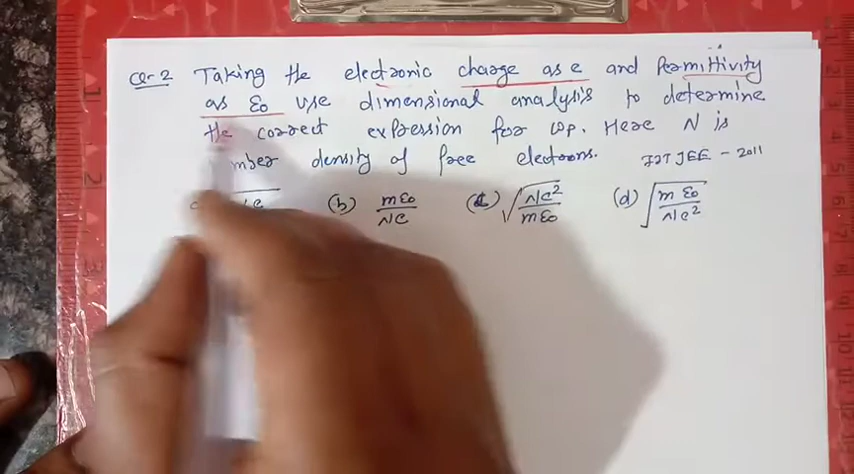 Qr-2 Taking the electronic charge as e and Permittivity
as ε0 use dimensional analysis to determine
the correct expression for ωp. Here N is
mber density of free electrons. IIT JEE - 2011
(b) mε0/Ne (c) √(Ne²/mε0) (d) √(mε0/Ne²)